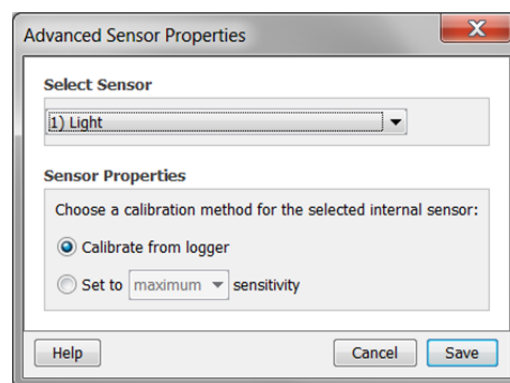 Advanced Sensor Properties
Select Sensor
1) Light
Sensor Properties
Choose a calibration method for the selected internal sensor:
Calibrate from logger
Set to maximum sensitivity
Help Cancel Save